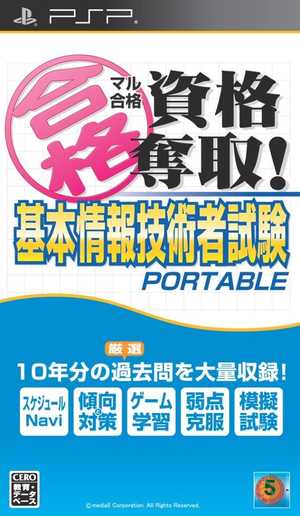 PSP
合格
マル
合格
資格
奪取!
基本情報技術者試験
PORTABLE
厳選
10年分の過去問を大量収録!
スケジュール
Navi
傾向
と
対策
ゲーム
学習
弱点
克服
模擬
試験
CERO
教育・デー
タベース
©media5 Corporation. All Rights Reserved.
5